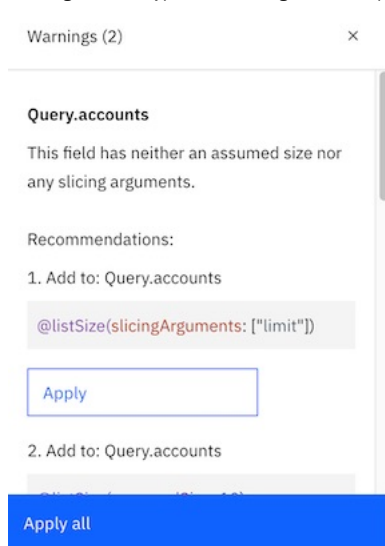 Warnings (2)
×
Query.accounts
This field has neither an assumed size nor
any slicing arguments.
Recommendations:
1. Add to: Query.accounts
@listSize(slicingArguments: ["limit"])
Apply
2. Add to: Query.accounts
Apply all